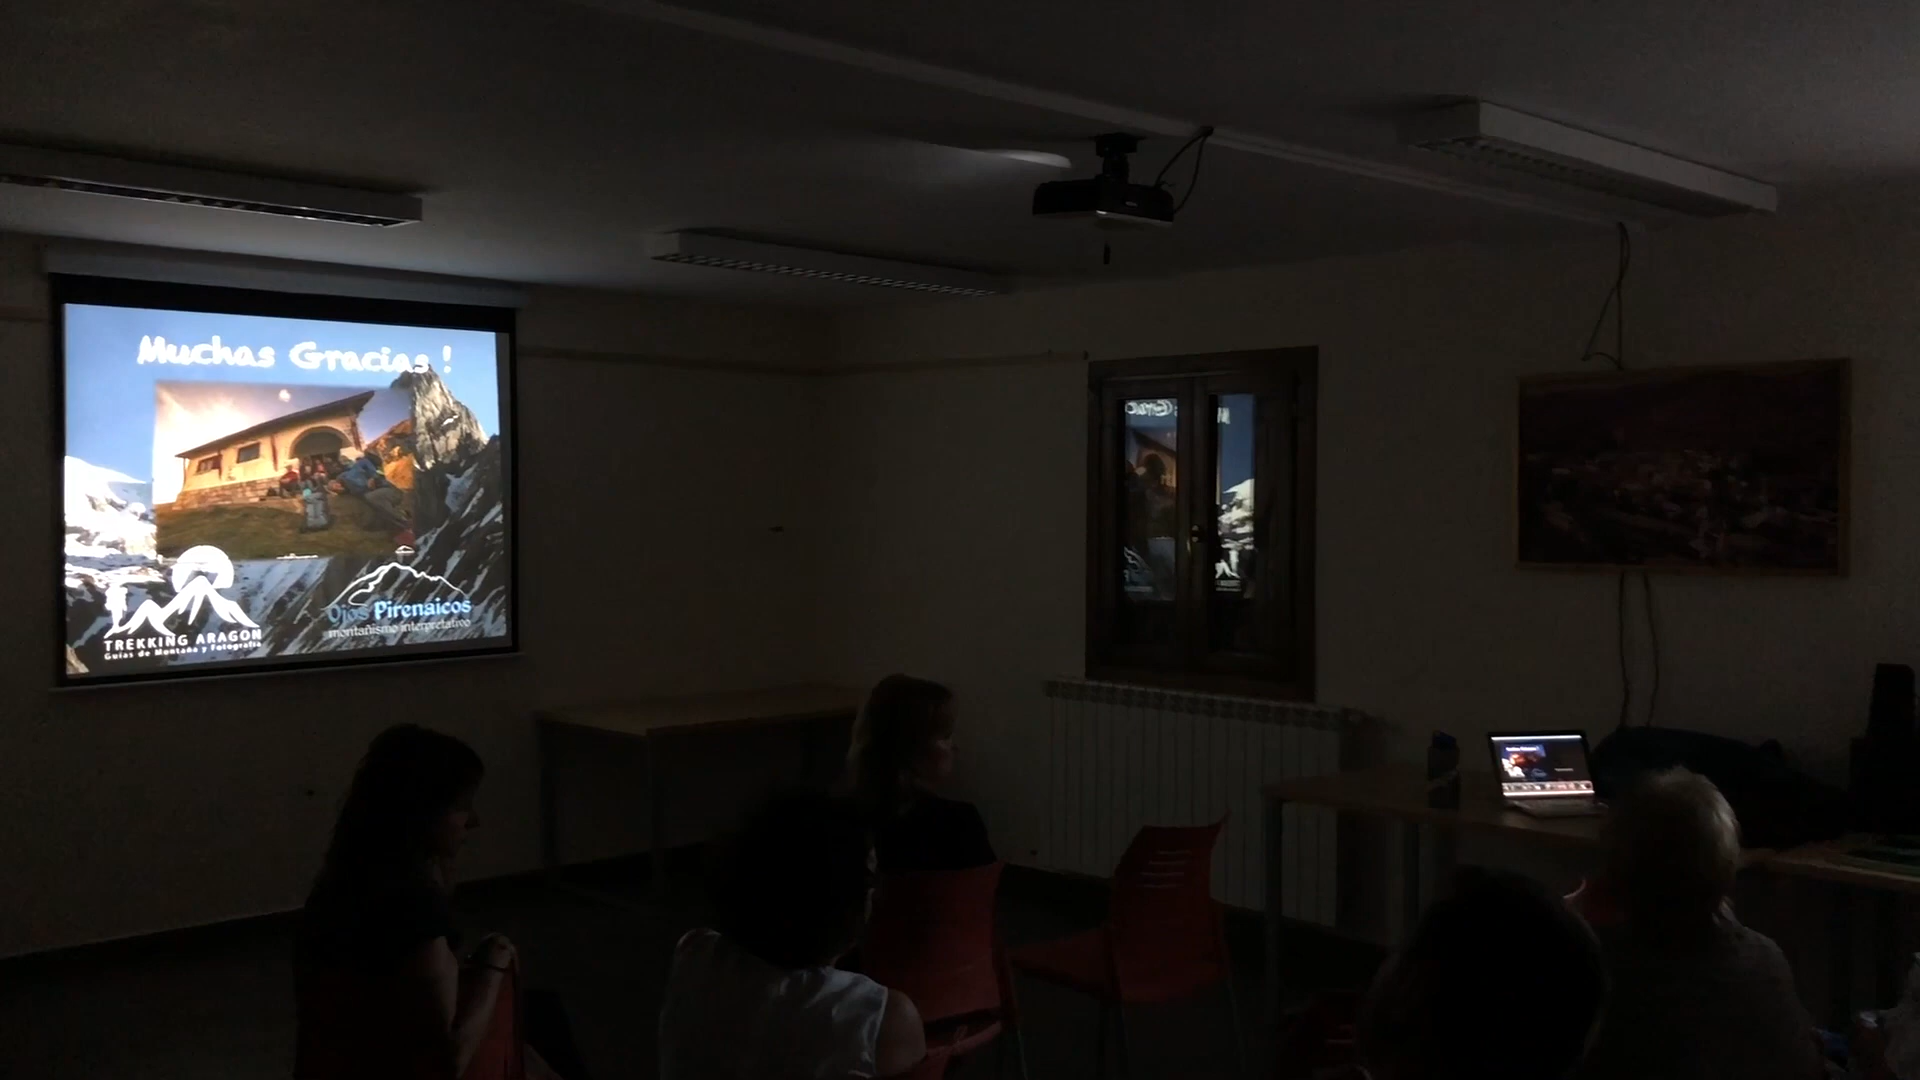 Muchas Gracias !
TREKKING ARAGON
Guías de Montaña y Fotografía
Ojos Pirenaicos
montañismo interpretativo